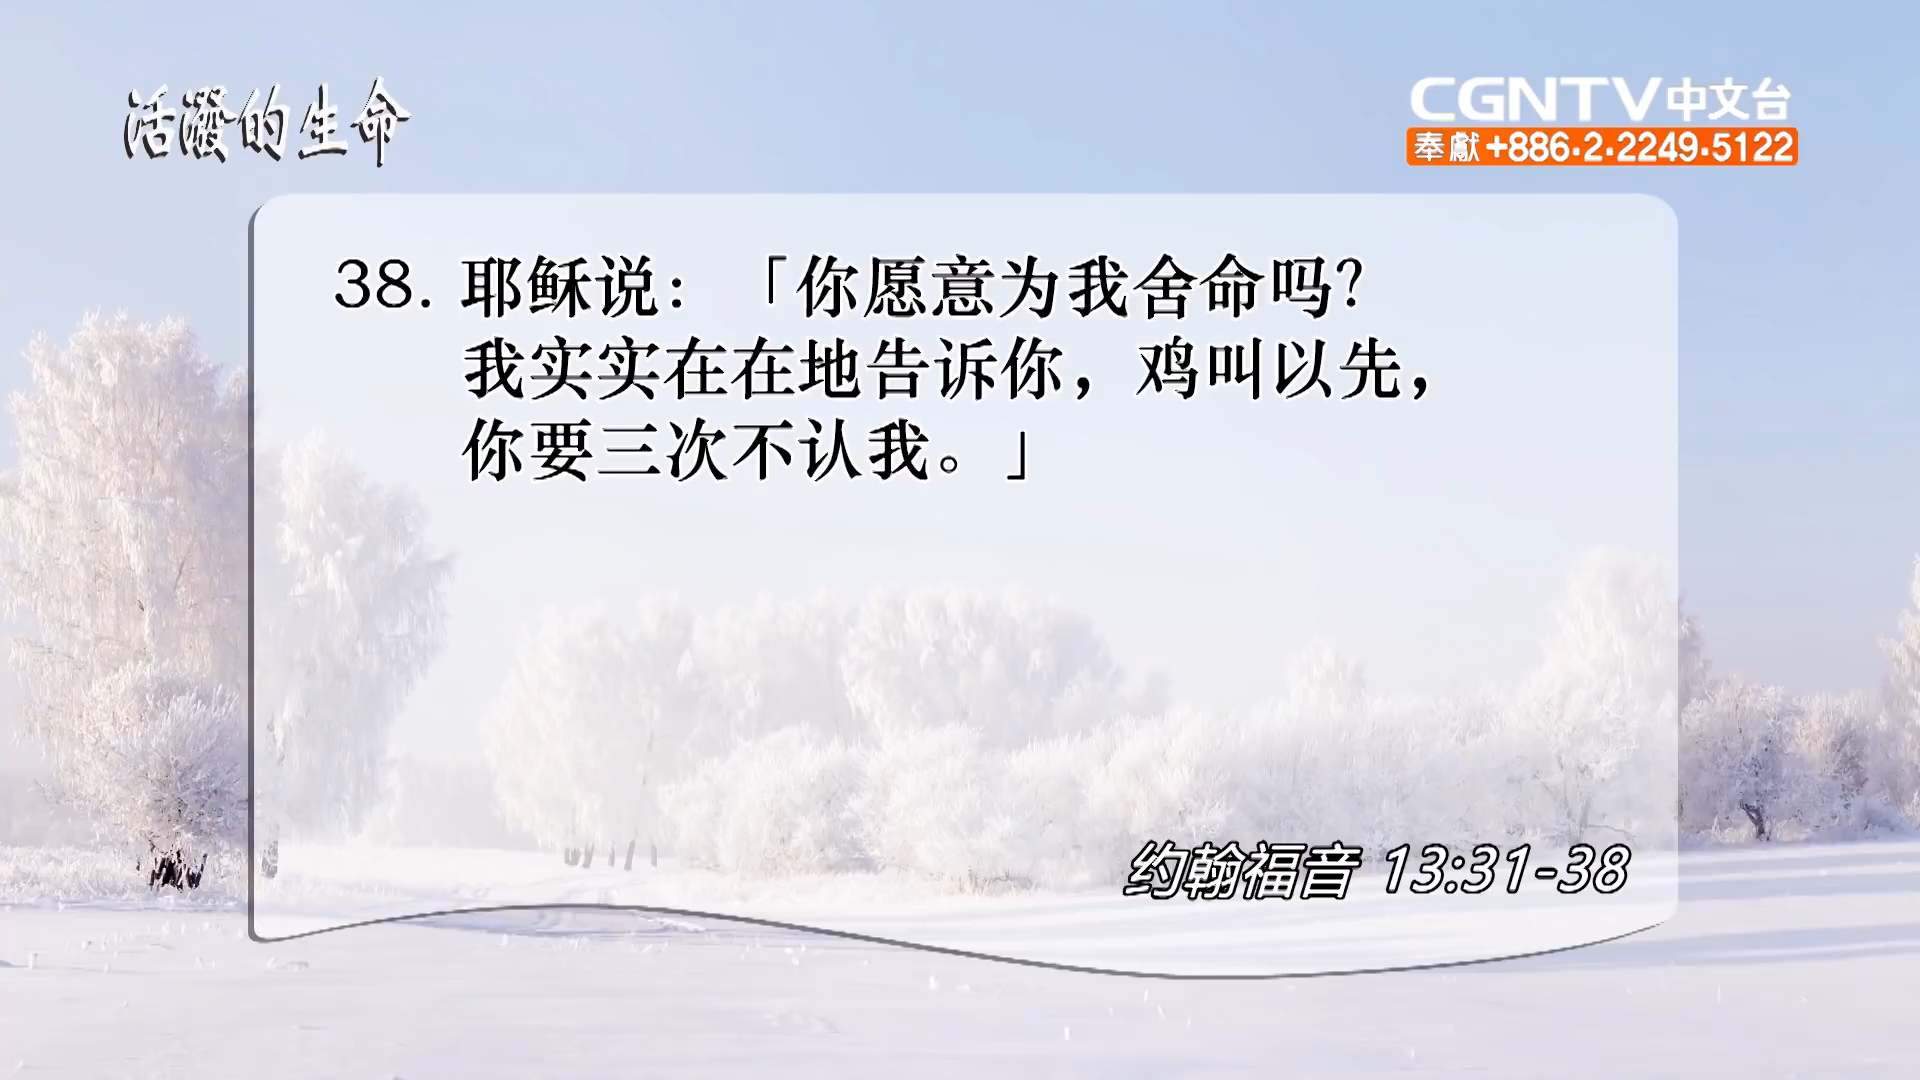 活潑的生命
CGNTV中文台
奉獻+886·2·2249·5122
38. 耶稣说：「你愿意为我舍命吗？
我实实在在地告诉你，鸡叫以先，
你要三次不认我。」
约翰福音 13:31-38